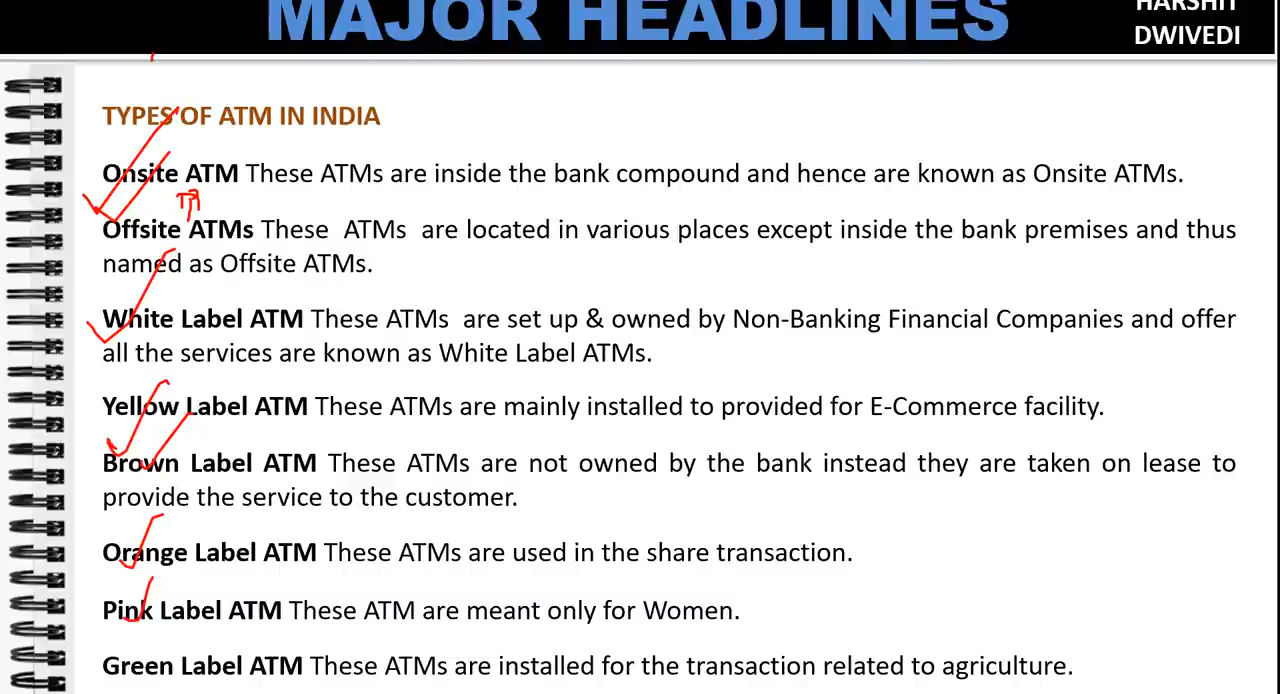 MAJOR HEADLINES
HARSHIT
DWIVEDI
TYPES OF ATM IN INDIA
Onsite ATM These ATMs are inside the bank compound and hence are known as Onsite ATMs.
Offsite ATMs These ATMs are located in various places except inside the bank premises and thus
named as Offsite ATMs.
White Label ATM These ATMs are set up & owned by Non-Banking Financial Companies and offer
all the services are known as White Label ATMs.
Yellow Label ATM These ATMs are mainly installed to provided for E-Commerce facility.
Brown Label ATM These ATMs are not owned by the bank instead they are taken on lease to
provide the service to the customer.
Orange Label ATM These ATMs are used in the share transaction.
Pink Label ATM These ATM are meant only for Women.
Green Label ATM These ATMs are installed for the transaction related to agriculture.